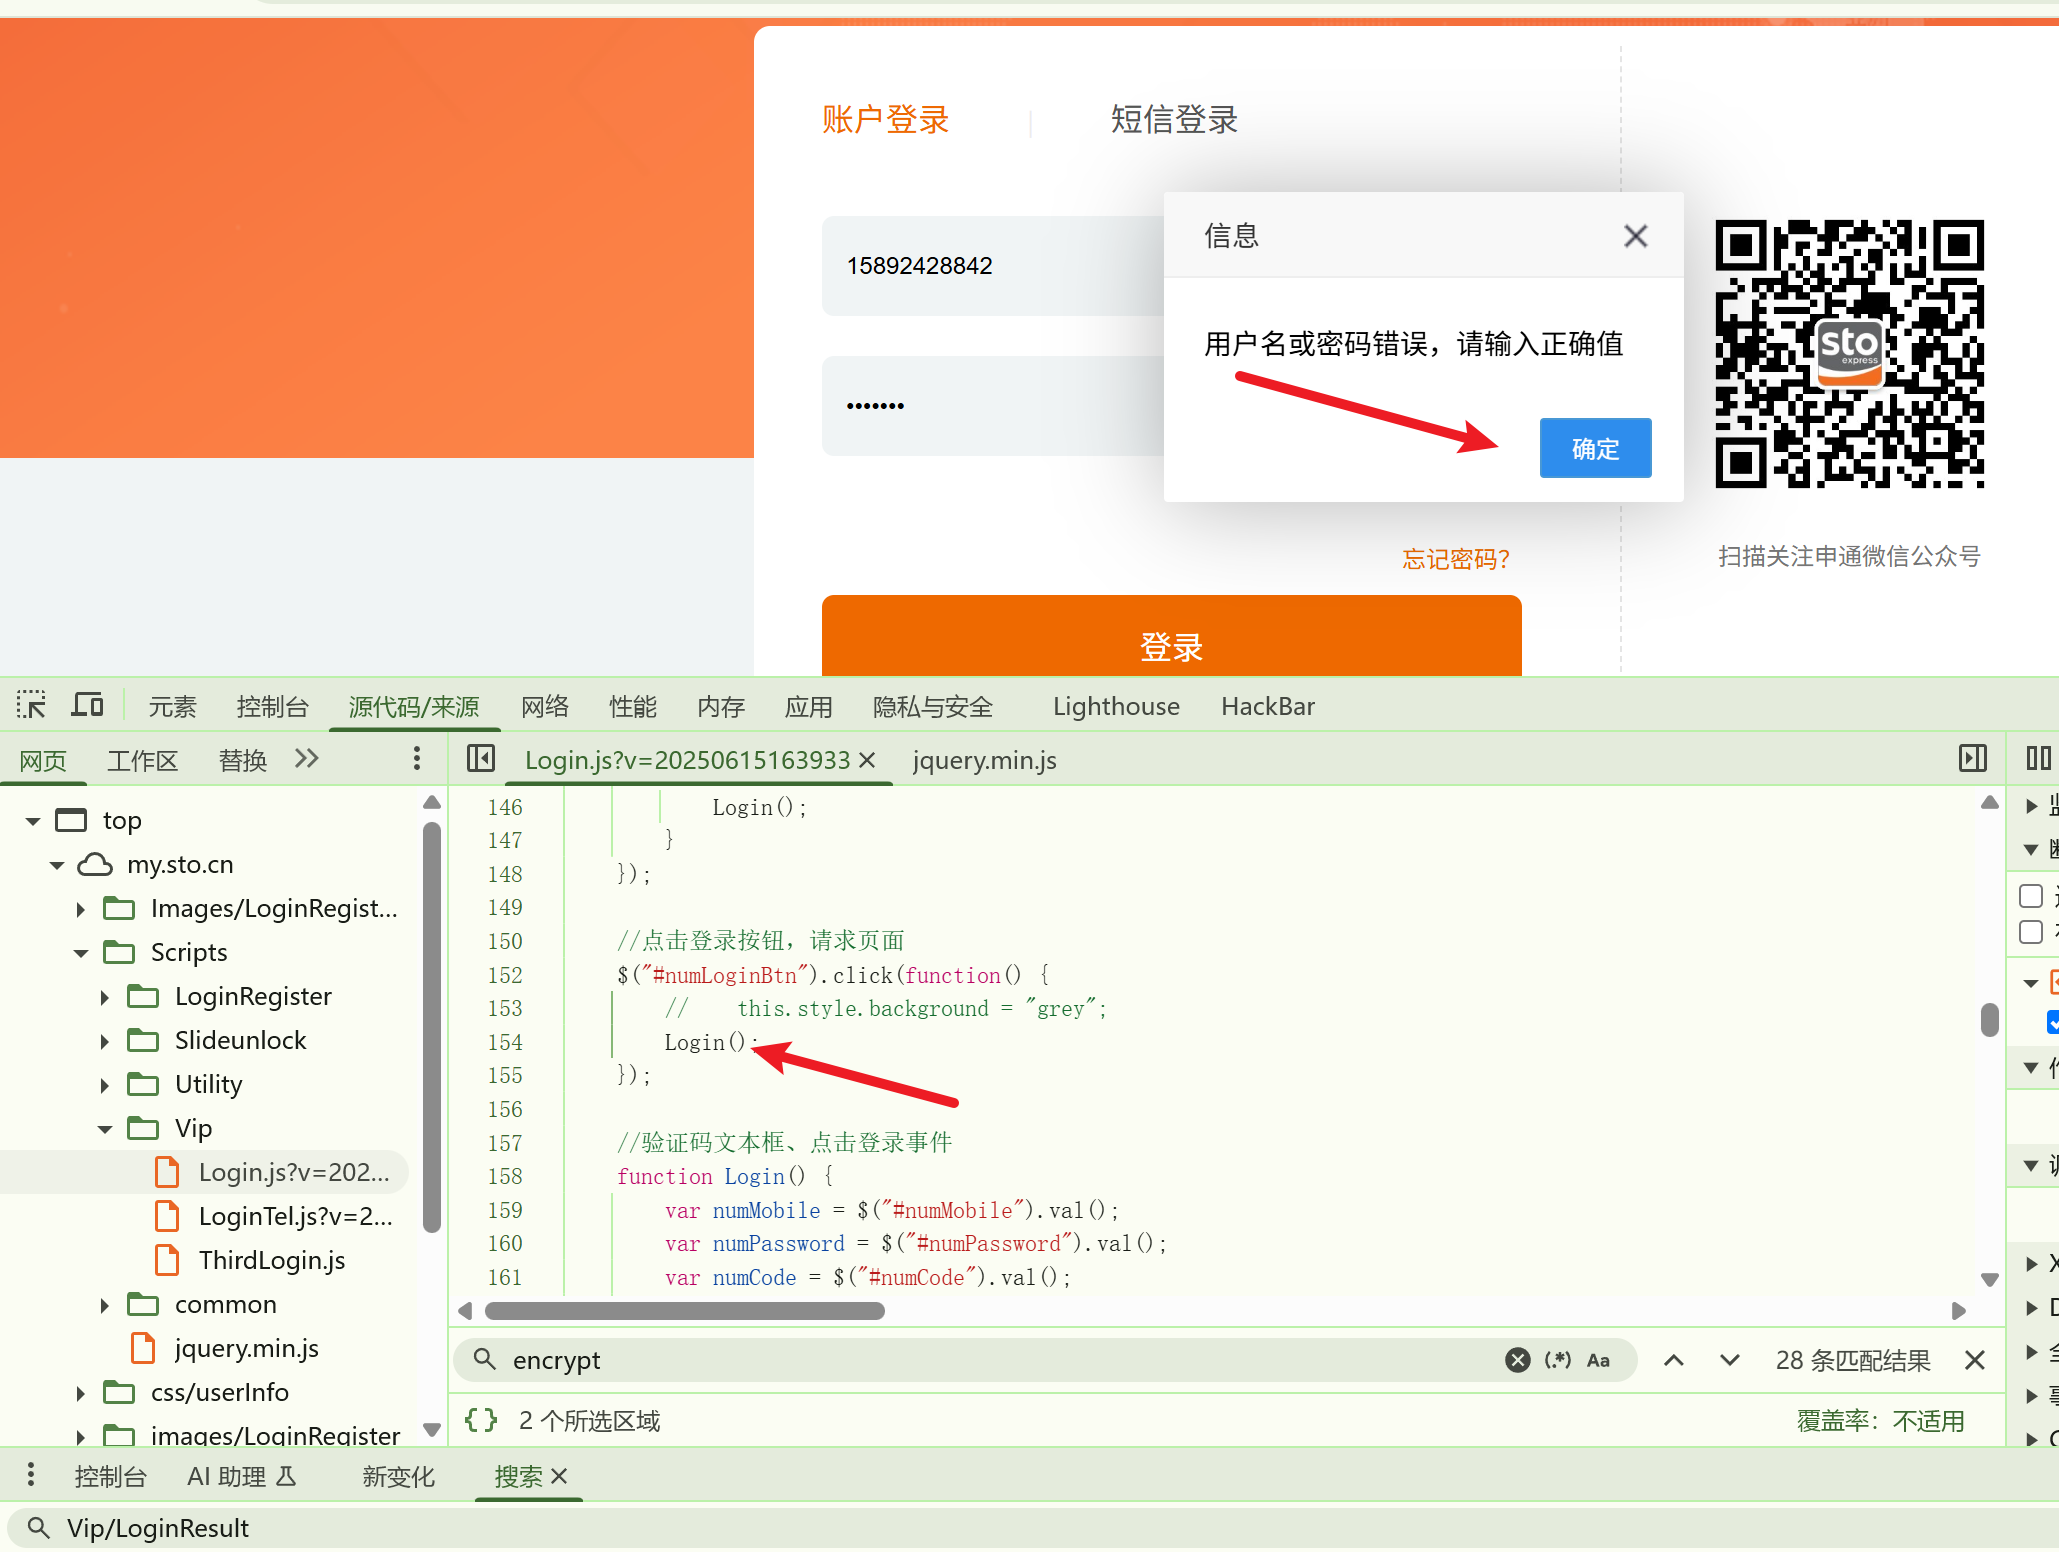 账户登录
短信登录
15892428842
•••••••
信息
用户名或密码错误，请输入正确值
确定
sto
express
忘记密码?
扫描关注申通微信公众号
登录
元素 控制台 源代码/来源 网络 性能 内存 应用 隐私与安全 Lighthouse HackBar
网页 工作区 替换
Login.js?v=20250615163933 jquery.min.js
top
my.sto.cn
Images/LoginRegist...
Scripts
LoginRegister
Slideunlock
Utility
Vip
Login.js?v=202...
LoginTel.js?v=2...
ThirdLogin.js
common
jquery.min.js
css/userInfo
images/LoginRegister
146 Login();
147 }
148 });
149
150 //点击登录按钮，请求页面
152 $("#numLoginBtn").click(function() {
153 // this.style.background = "grey";
154 Login();
155 });
156
157 //验证码文本框、点击登录事件
158 function Login() {
159 var numMobile = $("#numMobile").val();
160 var numPassword = $("#numPassword").val();
161 var numCode = $("#numCode").val();
encrypt (.*) Aa 28 条匹配结果
{} 2 个所选区域 覆盖率：不适用
控制台 AI 助理 新变化 搜索
Vip/LoginResult